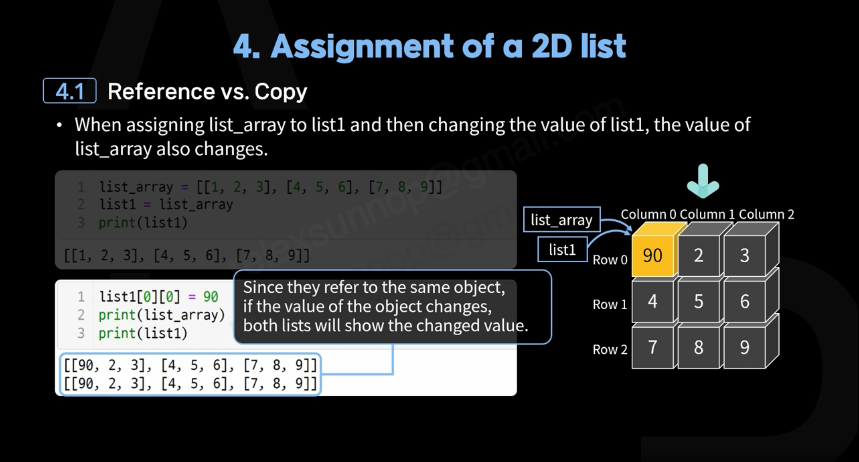 4. Assignment of a 2D list
4.1 Reference vs. Copy
• When assigning list_array to list1 and then changing the value of list1, the value of
list_array also changes.
1 list_array = [[1, 2, 3], [4, 5, 6], [7, 8, 9]]
2 list1 = list_array
3 print(list1)
[[1, 2, 3], [4, 5, 6], [7, 8, 9]]
1 list1[0][0] = 90
2 print(list_array)
3 print(list1)
Since they refer to the same object,
if the value of the object changes,
both lists will show the changed value.
[[90, 2, 3], [4, 5, 6], [7, 8, 9]]
[[90, 2, 3], [4, 5, 6], [7, 8, 9]]
list_array
list1
Column 0 Column 1 Column 2
Row 0 90 2 3
Row 1 4 5 6
Row 2 7 8 9